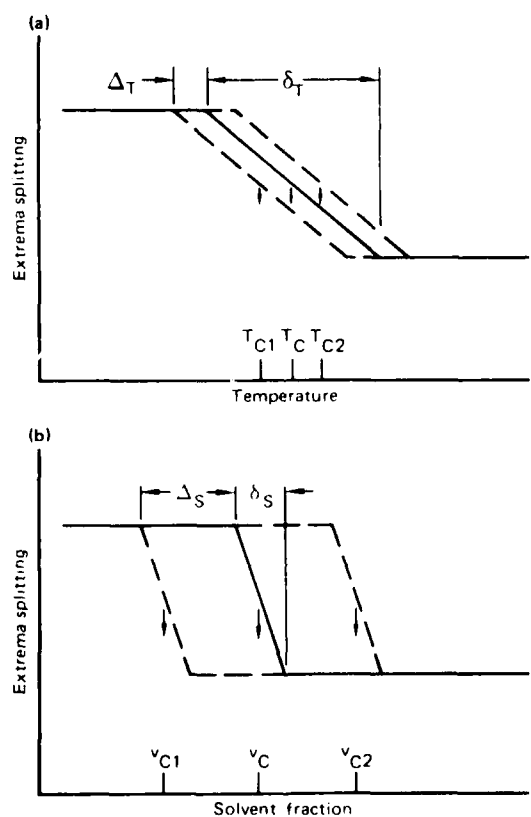 (a)
Δ_T
δ_T
Extrema splitting
T_C1 T_C T_C2
Temperature
(b)
Δ_S
δ_S
Extrema splitting
v_C1
v_C
v_C2
Solvent fraction